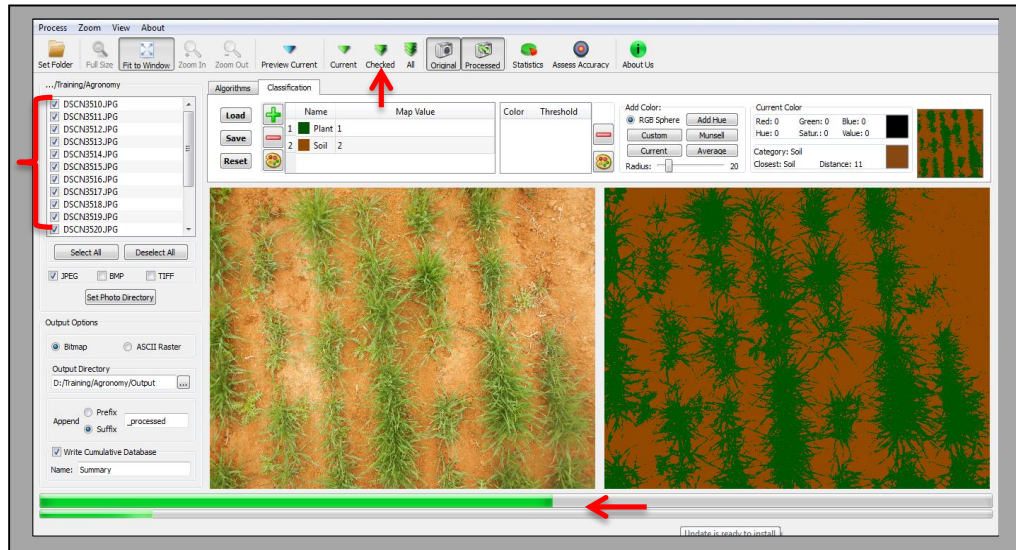 Process Zoom View About
Set Folder Full Size Fit to Window Zoom In Zoom Out Preview Current Current Checked All Original Processed Statistics Assess Accuracy About Us
.../Training/Agronomy
DSCN3510.JPG
DSCN3511.JPG
DSCN3512.JPG
DSCN3513.JPG
DSCN3514.JPG
DSCN3515.JPG
DSCN3516.JPG
DSCN3517.JPG
DSCN3518.JPG
DSCN3519.JPG
DSCN3520.JPG
Select All Deselect All
JPEG BMP TIFF
Set Photo Directory
Output Options
Bitmap ASCII Raster
Output Directory
D:/Training/Agronomy/Output ...
Append Prefix
Suffix _processed
Write Cumulative Database
Name: Summary
Algorithms Classification
Load
Save
Reset
Name Map Value
1 Plant 1
2 Soil 2
Color Threshold
Add Color:
RGB Sphere Add Hue
Custom Munsell
Current Average
Radius: 20
Current Color
Red: 0 Green: 0 Blue: 0
Hue: 0 Satur.: 0 Value: 0
Category: Soil
Closest: Soil Distance: 11
Update is ready to install